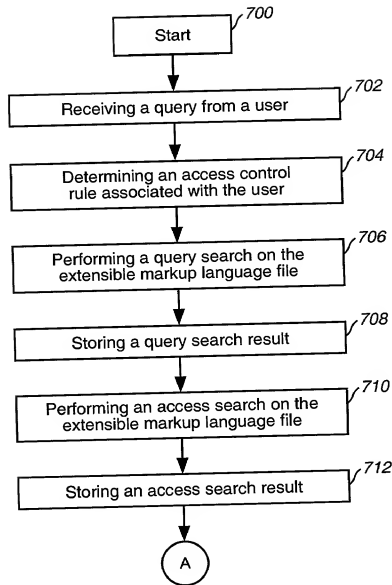 700
Start
702
Receiving a query from a user
704
Determining an access control
rule associated with the user
706
Performing a query search on the
extensible markup language file
708
Storing a query search result
710
Performing an access search on the
extensible markup language file
712
Storing an access search result
A